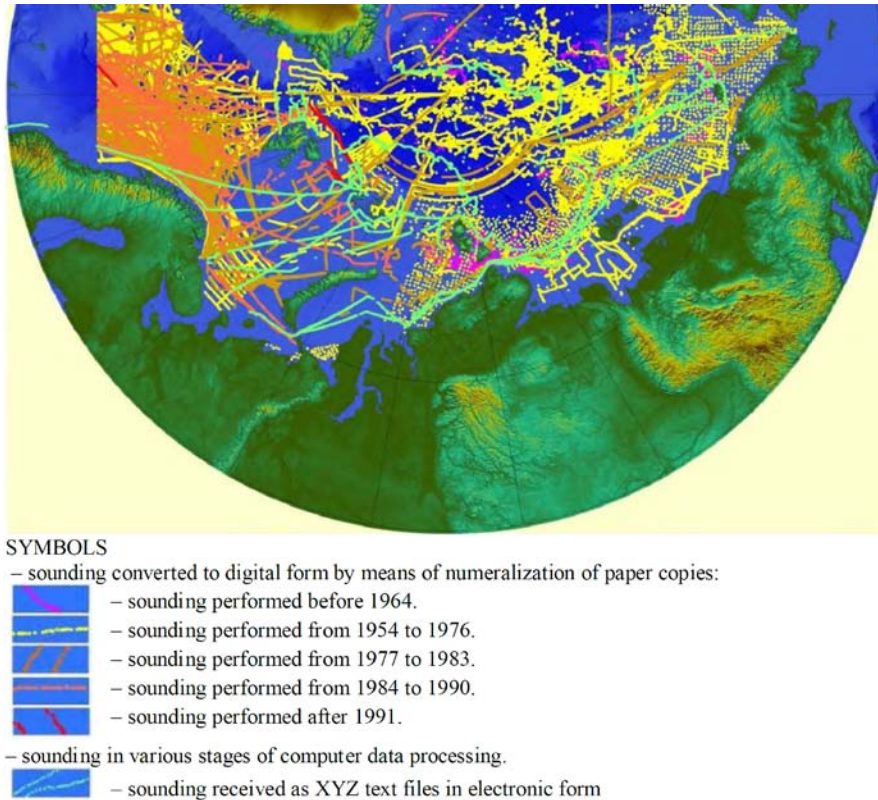 SYMBOLS
– sounding converted to digital form by means of numeralization of paper copies:
– sounding performed before 1964.
– sounding performed from 1954 to 1976.
– sounding performed from 1977 to 1983.
– sounding performed from 1984 to 1990.
– sounding performed after 1991.
– sounding in various stages of computer data processing.
– sounding received as XYZ text files in electronic form